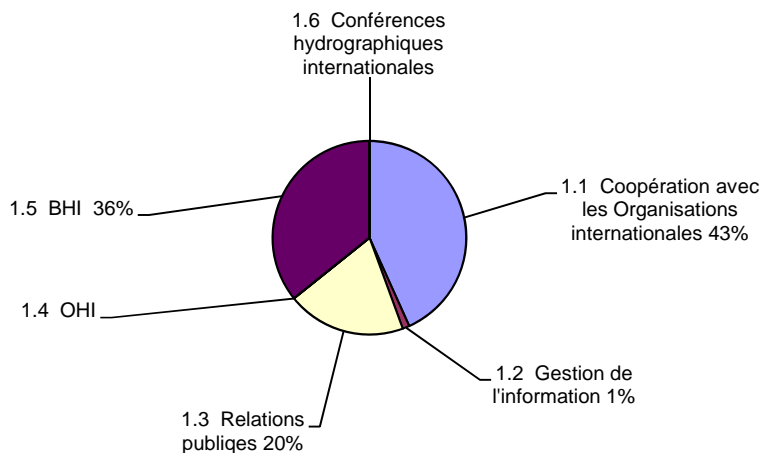 1.6 Conférences
hydrographiques
internationales
1.1 Coopération avec
les Organisations
internationales 43%
1.5 BHI 36%
1.4 OHI
1.2 Gestion de
l'information 1%
1.3 Relations
publiqes 20%